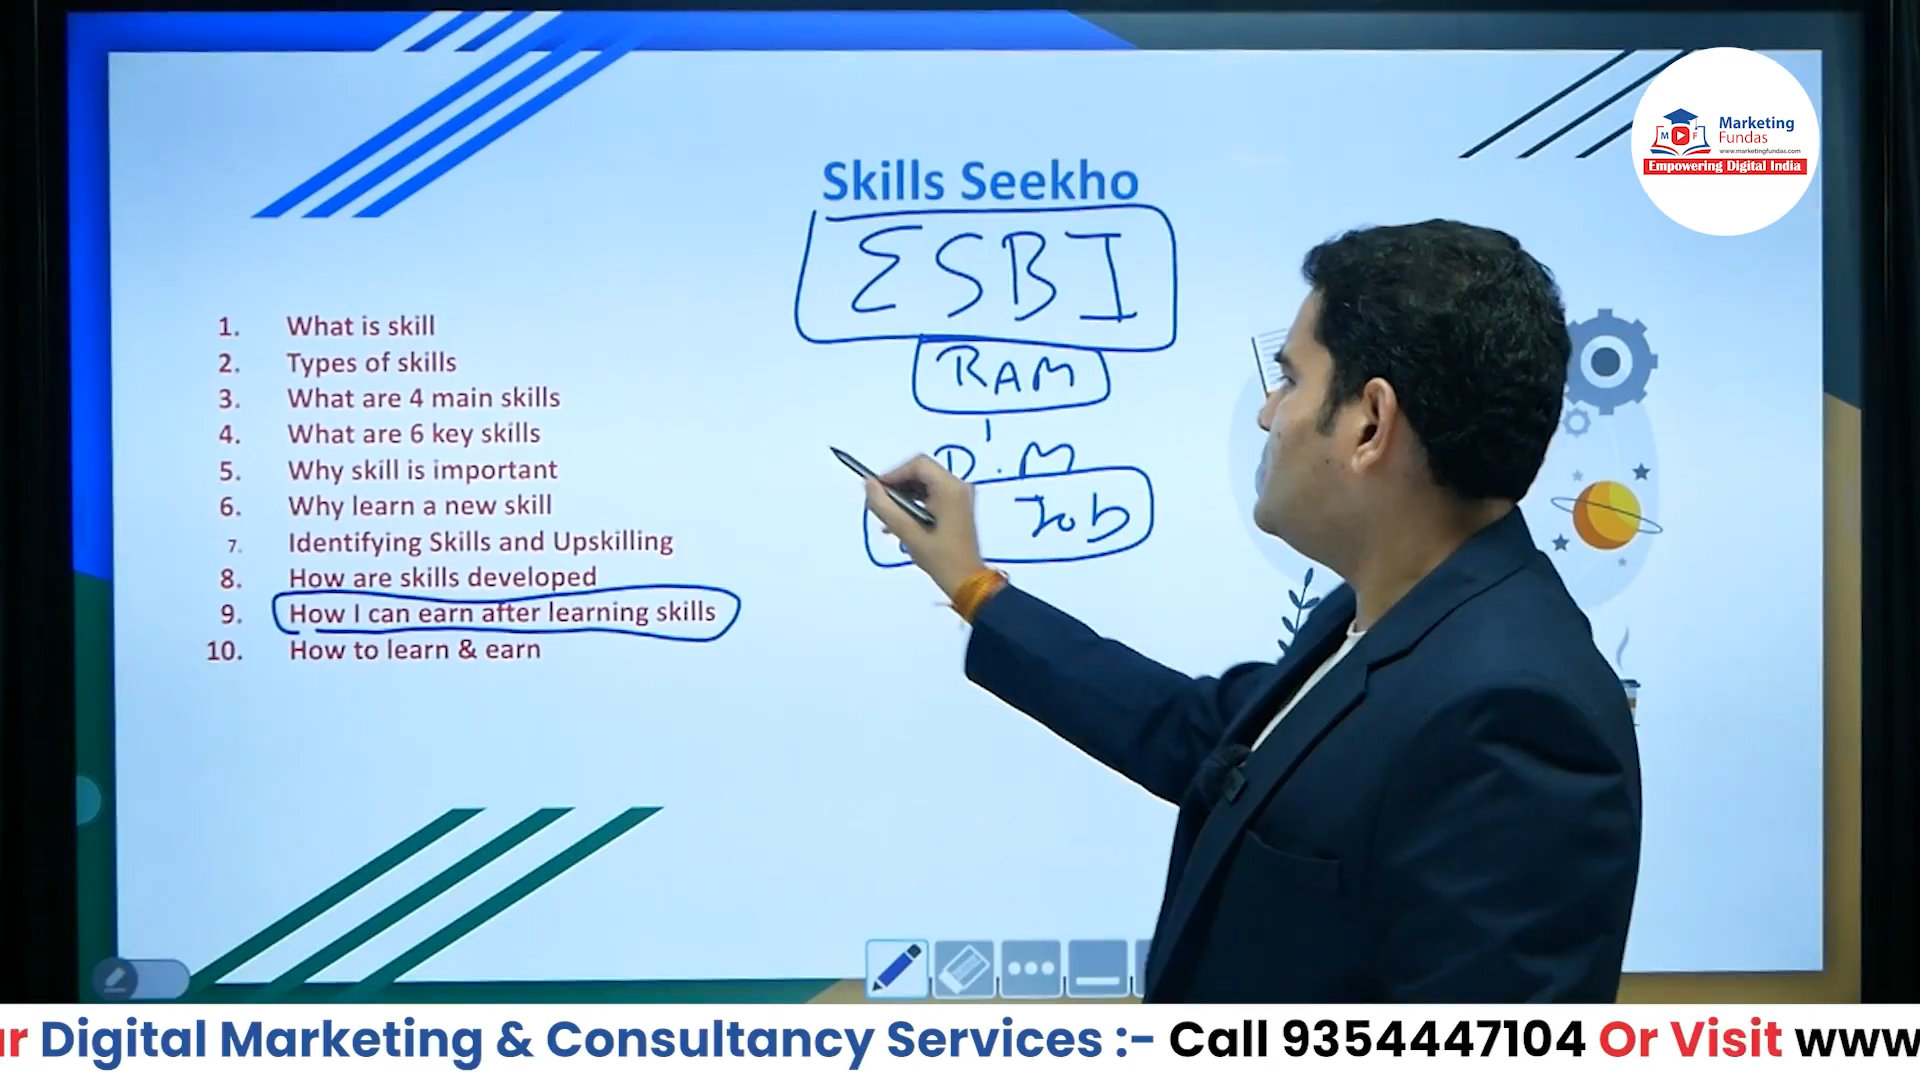 Marketing
Fundas
www.marketingfundas.com
M F
Empowering Digital India
Skills Seekho
ESBI
RAM
D.M
Job
1. What is skill
2. Types of skills
3. What are 4 main skills
4. What are 6 key skills
5. Why skill is important
6. Why learn a new skill
7. Identifying Skills and Upskilling
8. How are skills developed
9. How I can earn after learning skills
10. How to learn & earn
r Digital Marketing & Consultancy Services :- Call 9354447104 Or Visit www